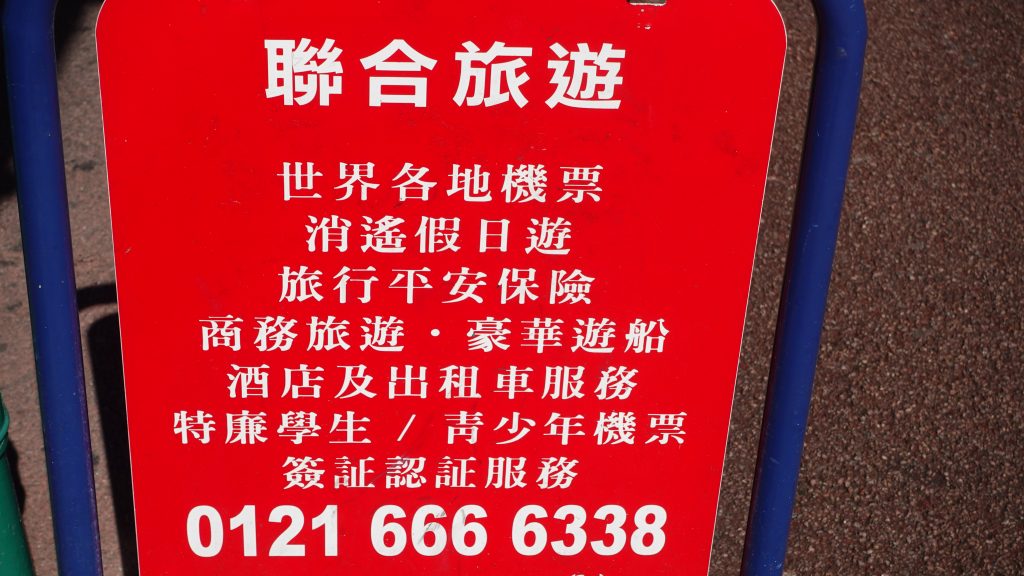 聯合旅遊
世界各地機票
消遙假日遊
旅行平安保險
商務旅遊・豪華遊船
酒店及出租車服務
特廉學生 / 靑少年機票
簽証認証服務
0121 666 6338